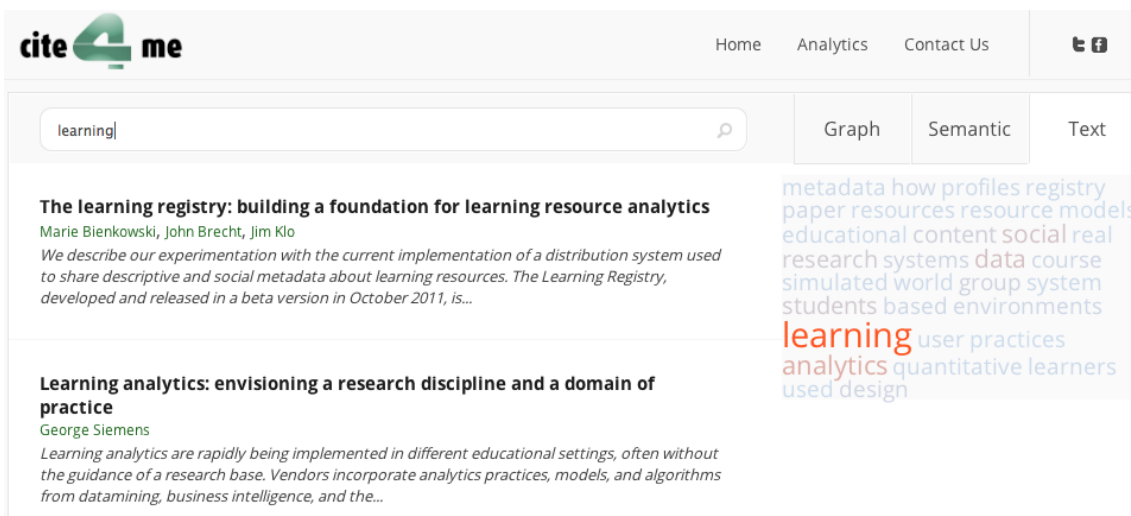 cite 4 me
Home Analytics Contact Us
learning
Graph Semantic Text
The learning registry: building a foundation for learning resource analytics
Marie Bienkowski, John Brecht, Jim Klo
We describe our experimentation with the current implementation of a distribution system used
to share descriptive and social metadata about learning resources. The Learning Registry,
developed and released in a beta version in October 2011, is...
Learning analytics: envisioning a research discipline and a domain of
practice
George Siemens
Learning analytics are rapidly being implemented in different educational settings, often without
the guidance of a research base. Vendors incorporate analytics practices, models, and algorithms
from datamining, business intelligence, and the...
metadata how profiles registry
paper resources resource models
educational content social real
research systems data course
simulated world group system
students based environments
learning user practices
analytics quantitative learners
used design